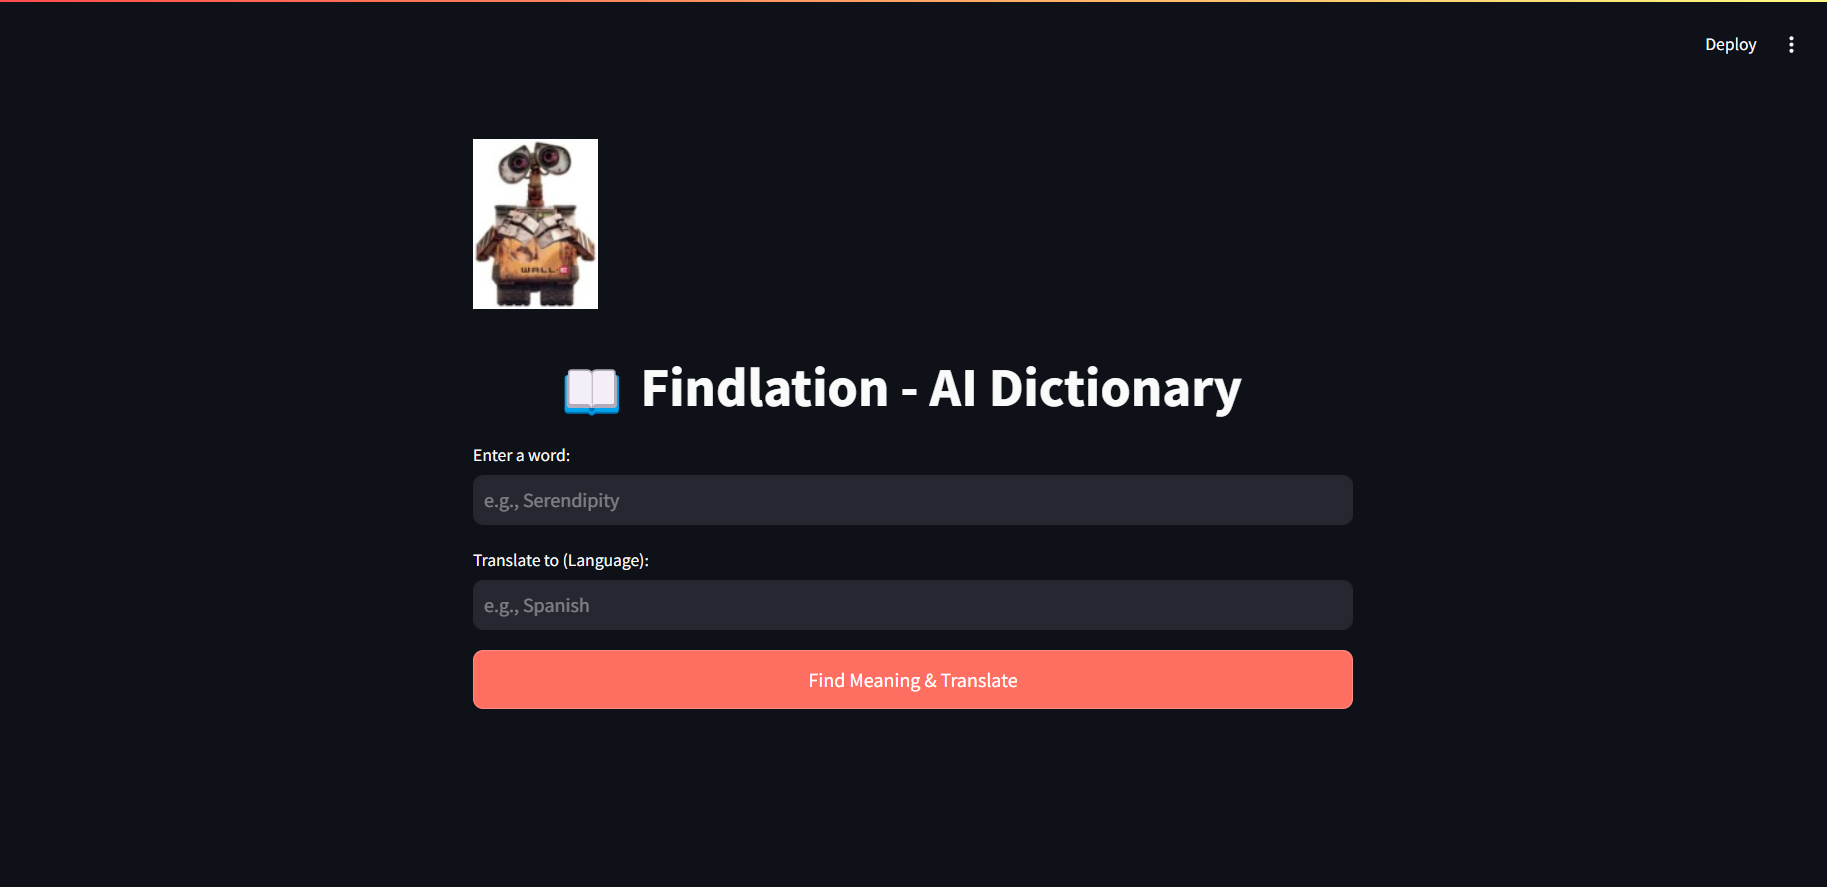 Deploy
WALL•E
📖 Findlation - AI Dictionary
Enter a word:
e.g., Serendipity
Translate to (Language):
e.g., Spanish
Find Meaning & Translate